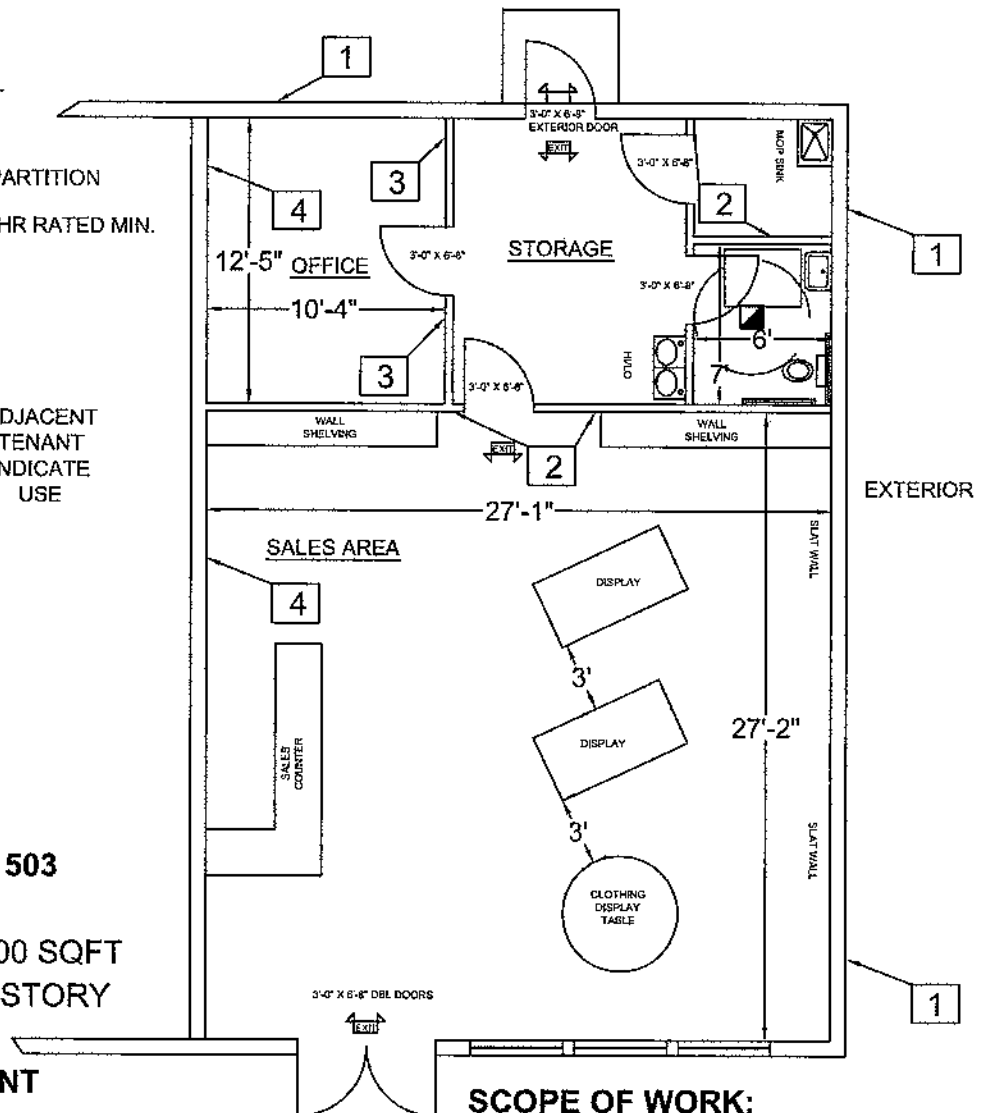 1
3'-0" X 6'-8"
EXTERIOR DOOR
EXIT
MOP SINK
PARTITION
3
3'-0" X 6'-8"
4
2
HR RATED MIN.
12'-5"
OFFICE
3'-0" X 6'-8"
STORAGE
1
10'-4"
3'-0" X 6'-8"
6'
3
HI/LO
7
3'-0" X 6'-8"
DJACENT
TENANT
NDICATE
USE
WALL
SHELVING
EXIT
2
WALL
SHELVING
EXTERIOR
27'-1"
SALES AREA
SLAT WALL
DISPLAY
4
3'
SALES
COUNTER
DISPLAY
27'-2"
3'
SLAT WALL
503
CLOTHING
DISPLAY
TABLE
00 SQFT
STORY
3'-0" X 6'-8" DBL DOORS
EXIT
1
NT
SCOPE OF WORK: